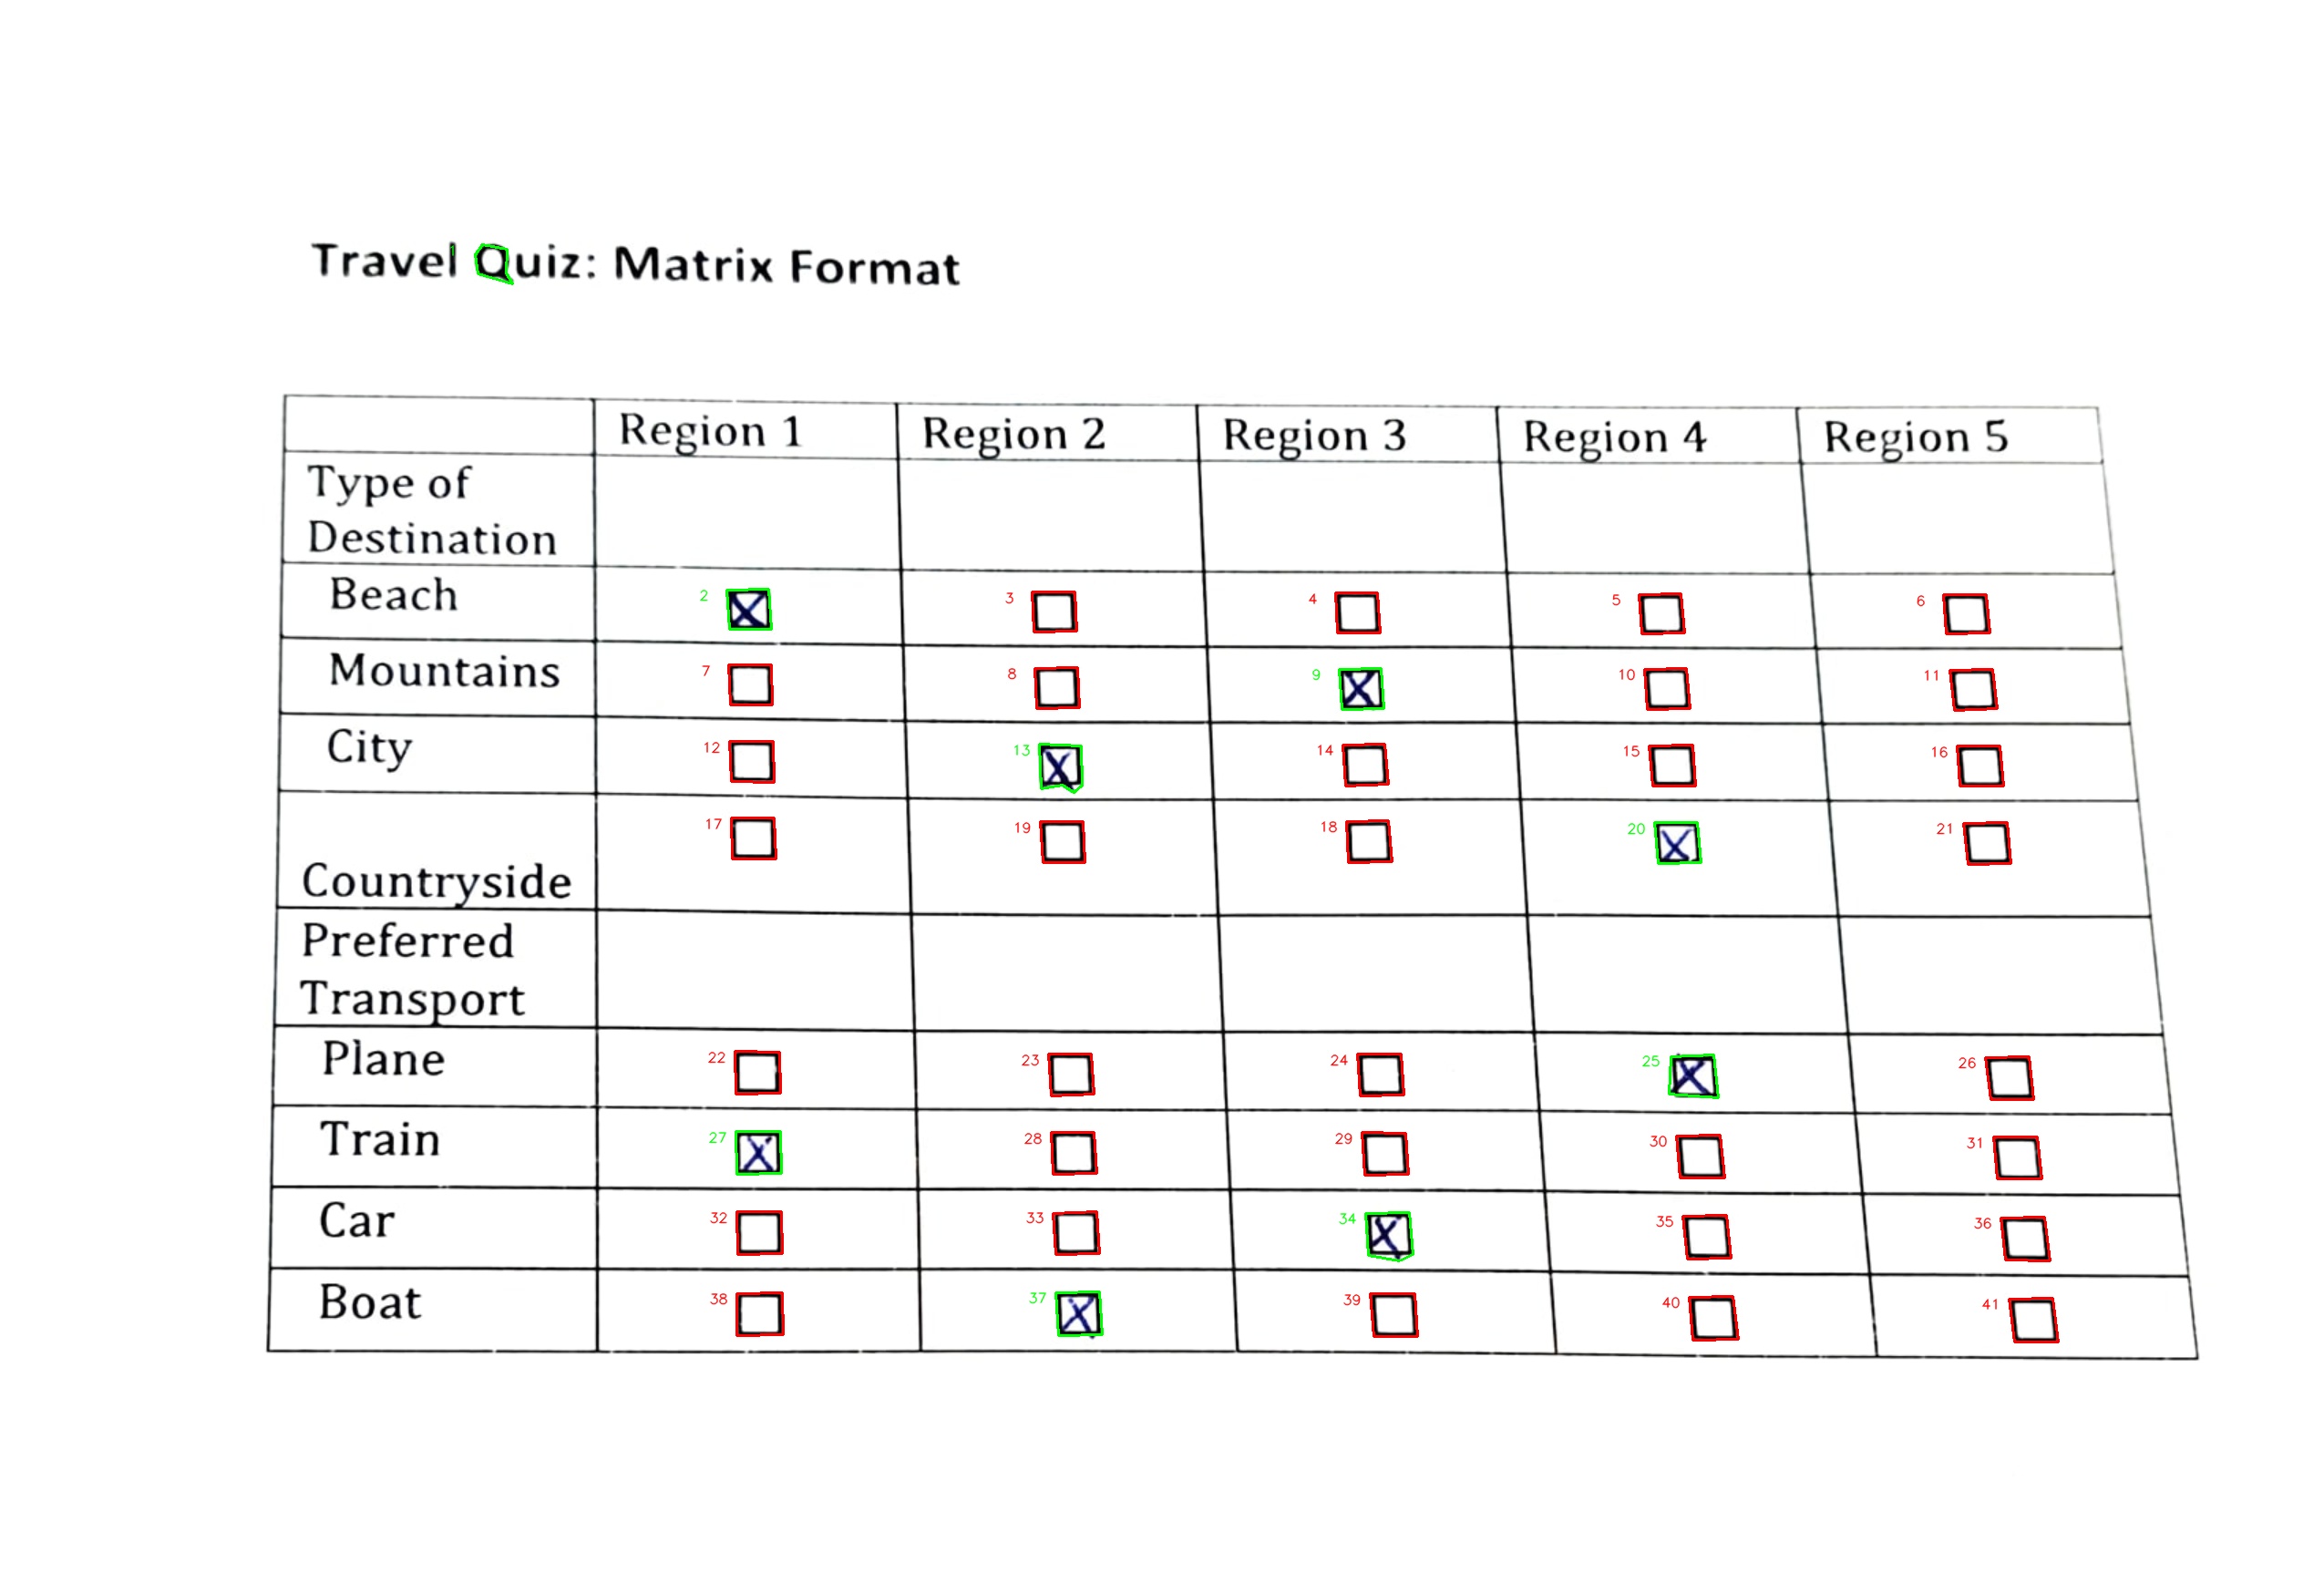 Travel Quiz: Matrix Format
Region 1 Region 2 Region 3 Region 4 Region 5
Type of
Destination
Beach 2 3 4 5 6
Mountains 7 8 9 10 11
City 12 13 14 15 16
17 19 18 20 21
Countryside
Preferred
Transport
Plane 22 23 24 25 26
Train 27 28 29 30 31
Car 32 33 34 35 36
Boat 38 37 39 40 41